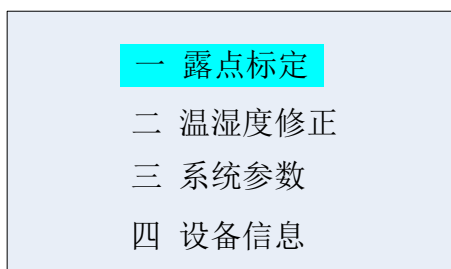 一 露点标定
二 温湿度修正
三 系统参数
四 设备信息